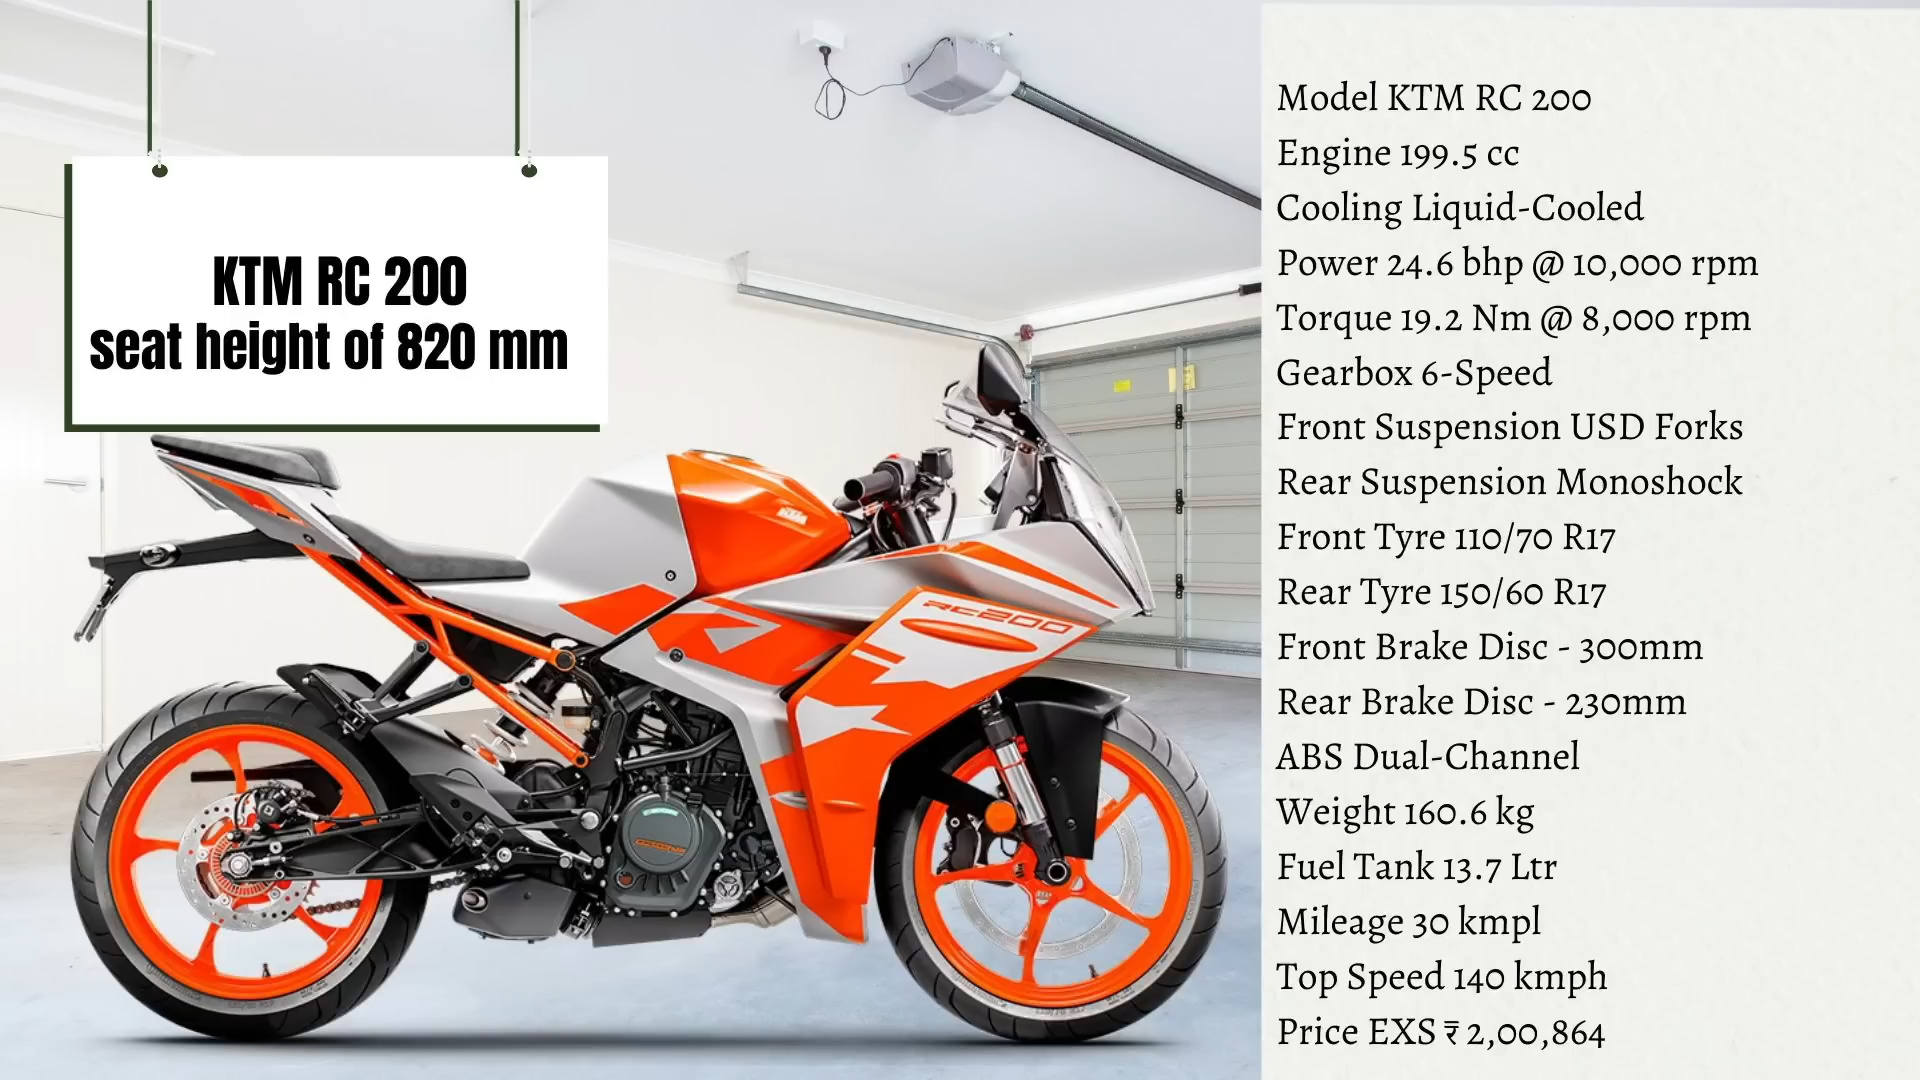 KTM RC 200
seat height of 820 mm
KTM
RC200
Model KTM RC 200
Engine 199.5 cc
Cooling Liquid-Cooled
Power 24.6 bhp @ 10,000 rpm
Torque 19.2 Nm @ 8,000 rpm
Gearbox 6-Speed
Front Suspension USD Forks
Rear Suspension Monoshock
Front Tyre 110/70 R17
Rear Tyre 150/60 R17
Front Brake Disc - 300mm
Rear Brake Disc - 230mm
ABS Dual-Channel
Weight 160.6 kg
Fuel Tank 13.7 Ltr
Mileage 30 kmpl
Top Speed 140 kmph
Price EXS ₹ 2,00,864